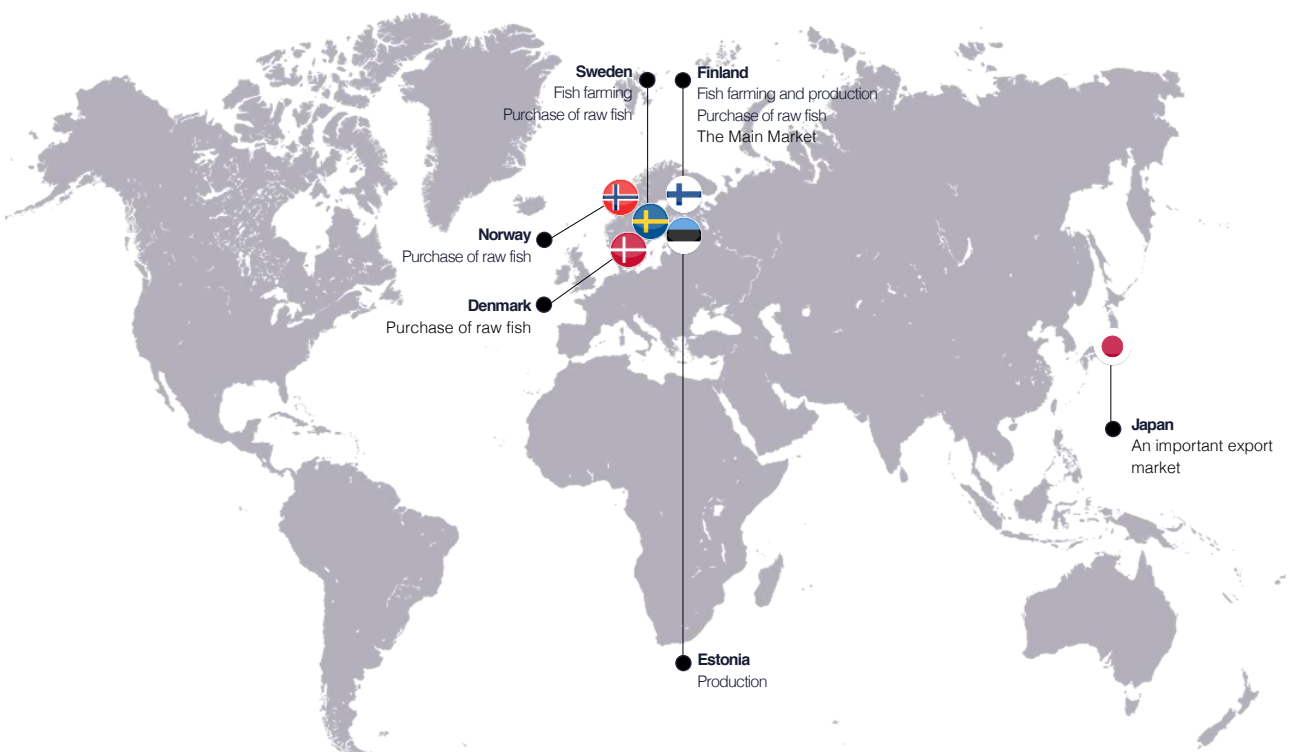 Sweden
Fish farming
Purchase of raw fish
Finland
Fish farming and production
Purchase of raw fish
The Main Market
Norway
Purchase of raw fish
Denmark
Purchase of raw fish
Japan
An important export
market
Estonia
Production